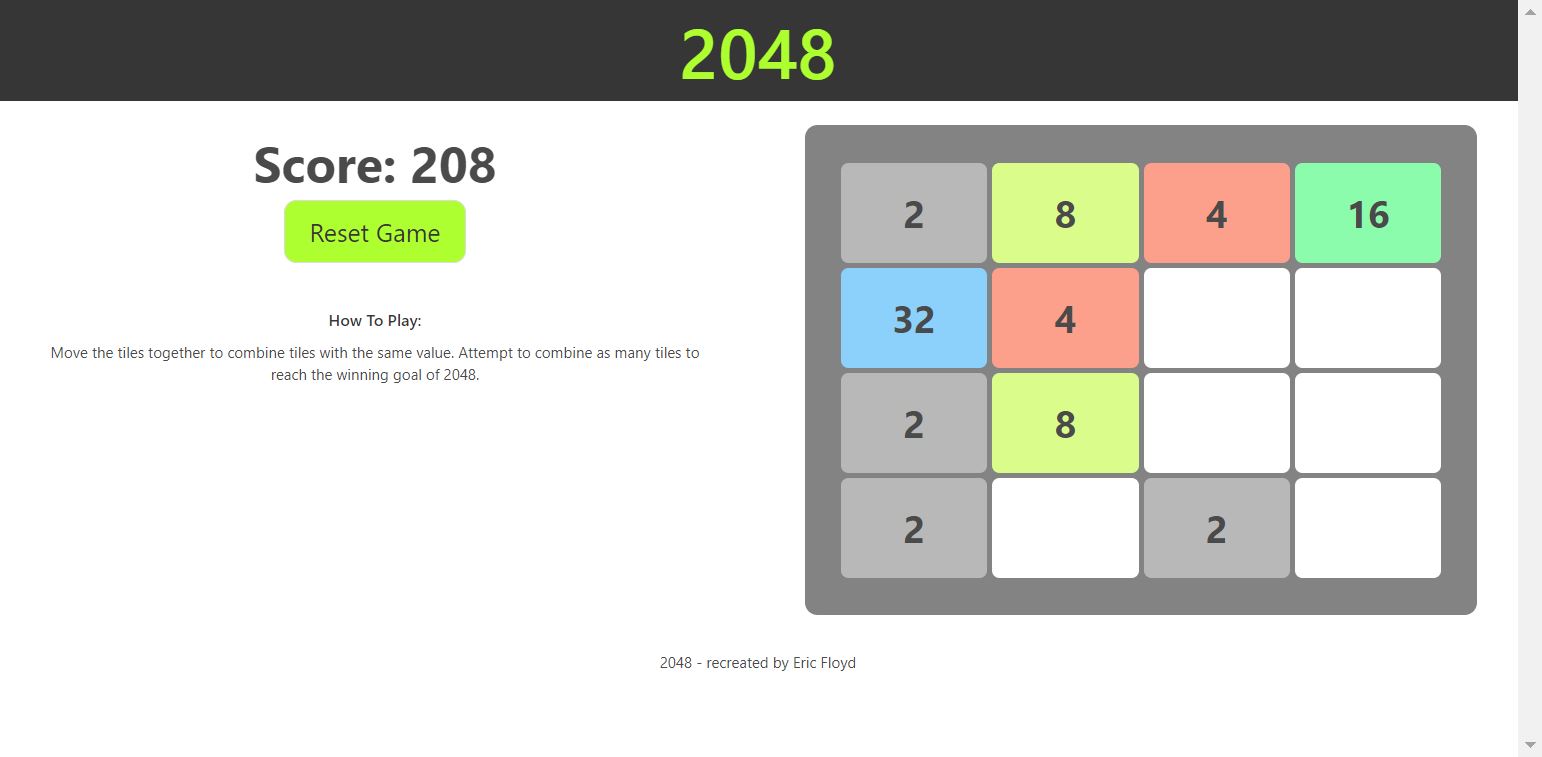 2048
Score: 208
Reset Game
How To Play:
Move the tiles together to combine tiles with the same value. Attempt to combine as many tiles to
reach the winning goal of 2048.
2 8 4 16
32 4
2 8
2 2
2048 - recreated by Eric Floyd